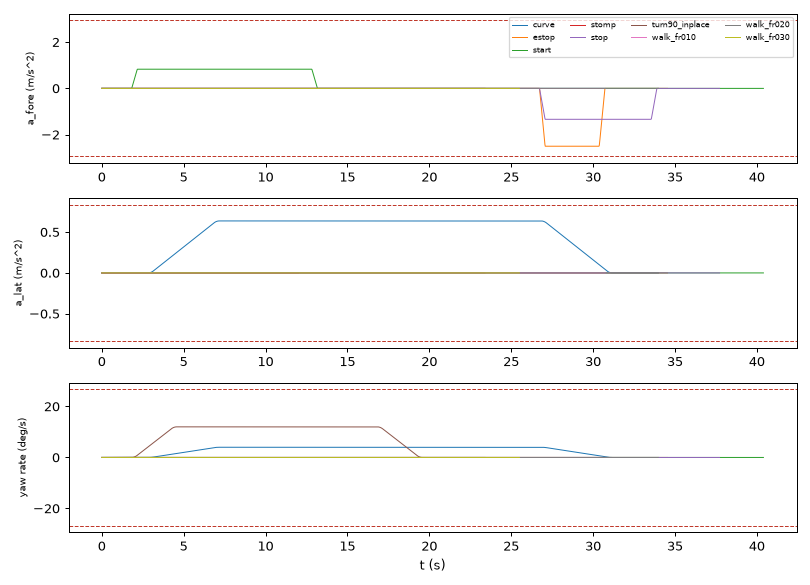 curve stomp turn90_inplace walk_fr020
estop stop walk_fr010 walk_fr030
start
a_fore (m/s^2)
2
0
−2
0 5 10 15 20 25 30 35 40
a_lat (m/s^2)
0.5
0.0
−0.5
0 5 10 15 20 25 30 35 40
yaw rate (deg/s)
20
0
−20
0 5 10 15 20 25 30 35 40
t (s)